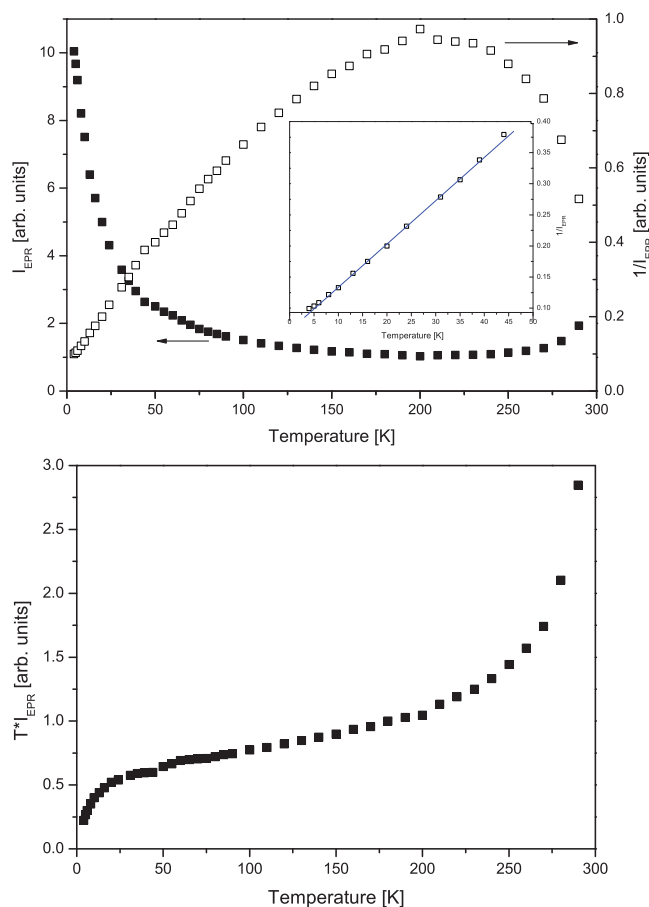 I_EPR [arb. units]
10
8
6
4
2
0
1.0
0.8
0.6
0.4
0.2
0.0
1/I_EPR [arb. units]
0.40
0.35
0.30
0.25
0.20
0.15
0.10
1/I_EPR
0 5 10 15 20 25 30 35 40 45 50
Temperature [K]
0 50 100 150 200 250 300
Temperature [K]
T*I_EPR [arb. units]
3.0
2.5
2.0
1.5
1.0
0.5
0.0
0 50 100 150 200 250 300
Temperature [K]